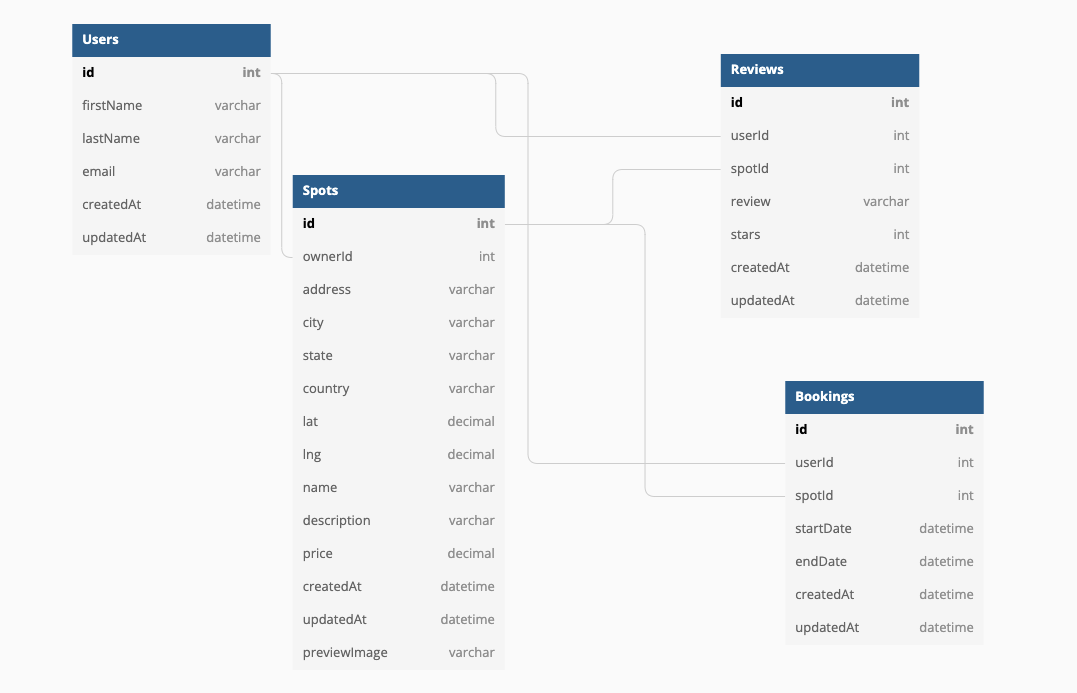 Users
id int
firstName varchar
lastName varchar
email varchar
createdAt datetime
updatedAt datetime
Spots
id int
ownerId int
address varchar
city varchar
state varchar
country varchar
lat decimal
lng decimal
name varchar
description varchar
price decimal
createdAt datetime
updatedAt datetime
previewImage varchar
Reviews
id int
userId int
spotId int
review varchar
stars int
createdAt datetime
updatedAt datetime
Bookings
id int
userId int
spotId int
startDate datetime
endDate datetime
createdAt datetime
updatedAt datetime